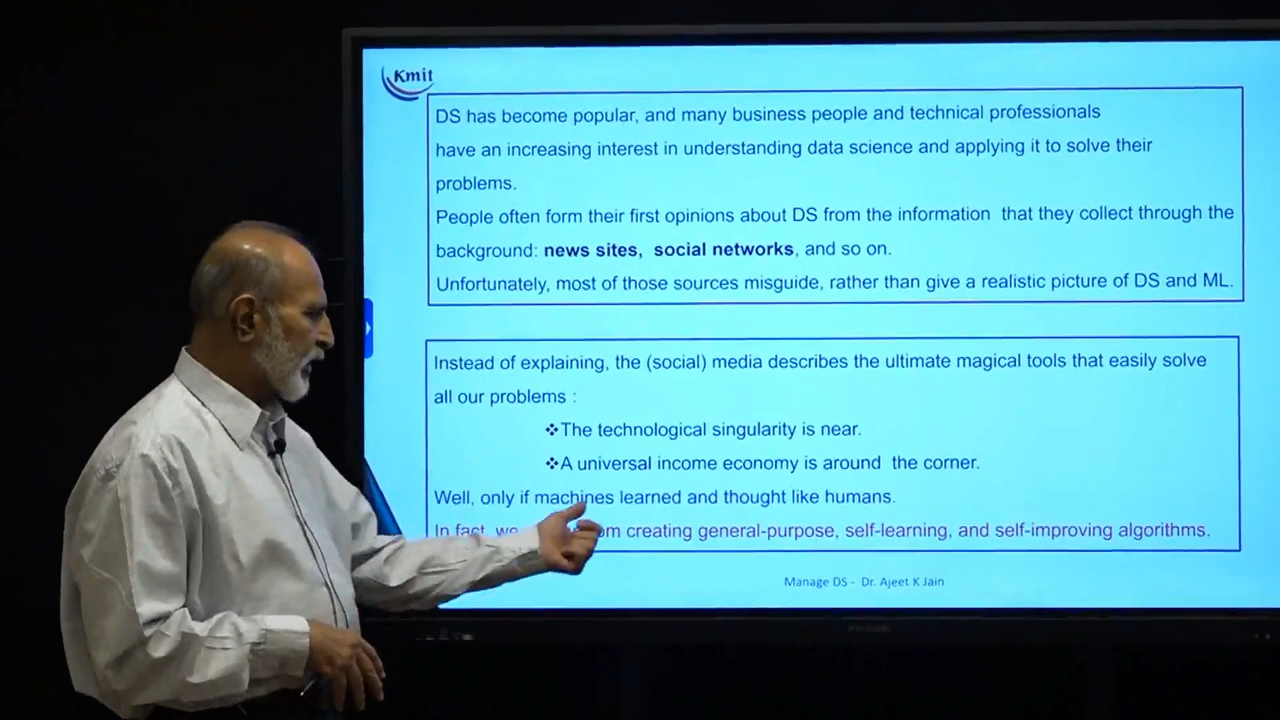 Kmit
DS has become popular, and many business people and technical professionals
have an increasing interest in understanding data science and applying it to solve their
problems.
People often form their first opinions about DS from the information that they collect through the
background: news sites, social networks, and so on.
Unfortunately, most of those sources misguide, rather than give a realistic picture of DS and ML.
Instead of explaining, the (social) media describes the ultimate magical tools that easily solve
all our problems :
❖The technological singularity is near.
❖A universal income economy is around the corner.
Well, only if machines learned and thought like humans.
In fact, we creating general-purpose, self-learning, and self-improving algorithms.
Manage DS - Dr. Ajeet K Jain
HYUNDAI